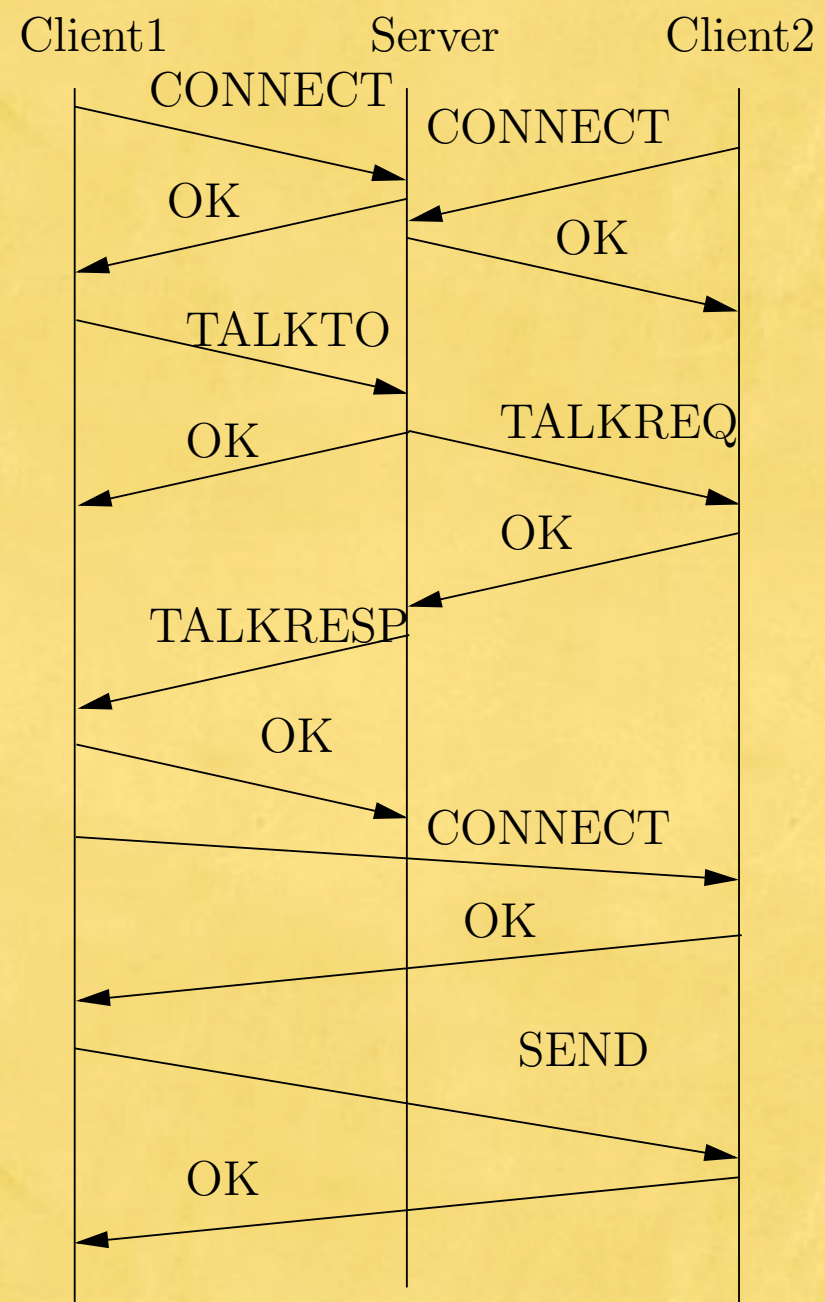 Client1 Server Client2
CONNECT
CONNECT
OK
OK
TALKTO
TALKREQ
OK
OK
TALKRESP
OK
CONNECT
OK
SEND
OK